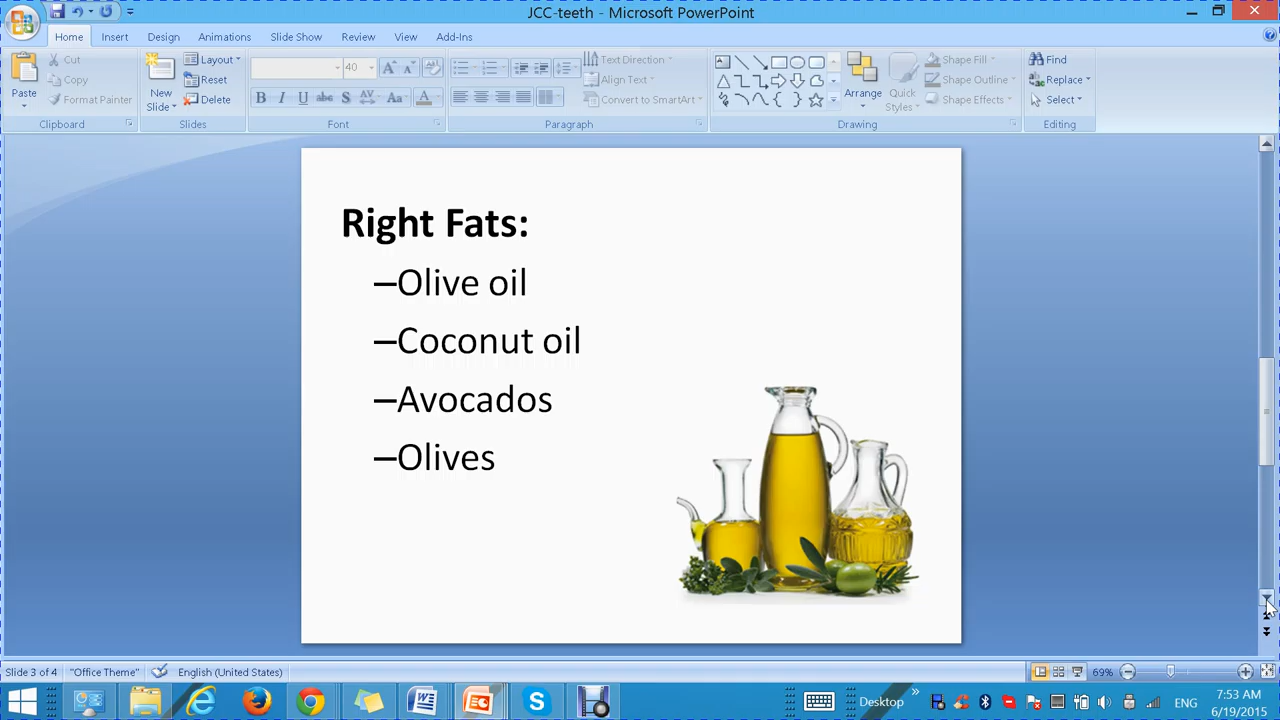 JCC-teeth - Microsoft PowerPoint
Home Insert Design Animations Slide Show Review View Add-Ins
Paste
Cut
Copy
Format Painter
Clipboard
New Slide
Layout
Reset
Delete
Slides
40
B I U abc S AV Aa A
Font
Text Direction
Align Text
Convert to SmartArt
Paragraph
Arrange
Quick Styles
Shape Fill
Shape Outline
Shape Effects
Drawing
Find
Replace
Select
Editing
Right Fats:
–Olive oil
–Coconut oil
–Avocados
–Olives
Slide 3 of 4 "Office Theme" English (United States) 69%
Desktop » ENG 7:53 AM
6/19/2015